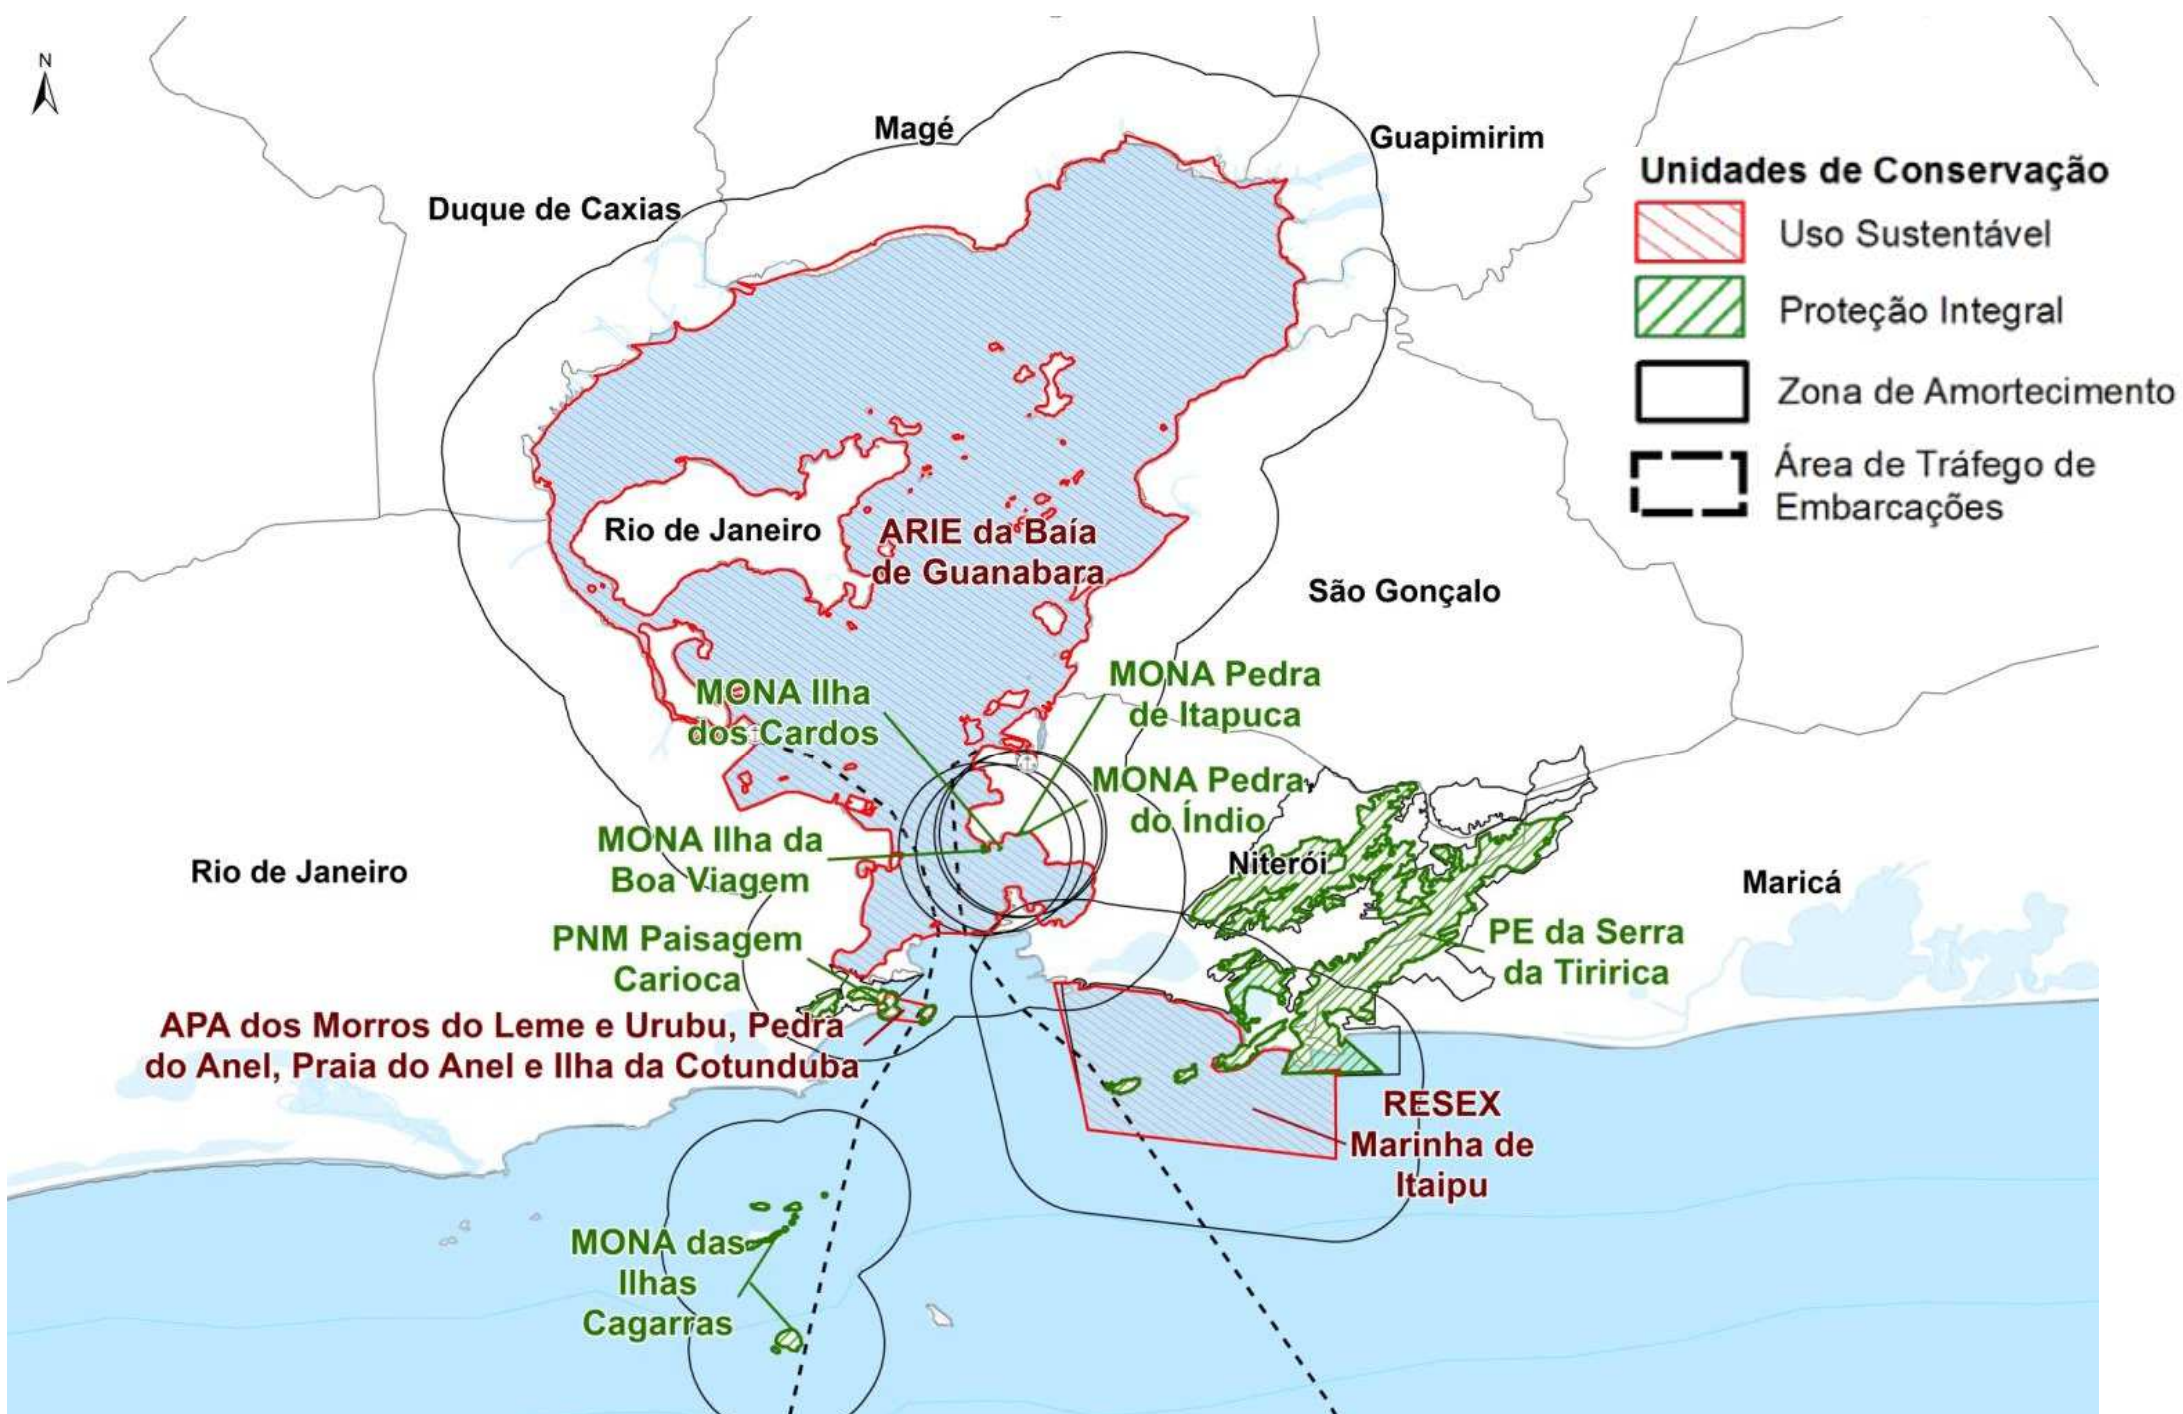 N
Magé
Guapimirim
Duque de Caxias
Unidades de Conservação
Uso Sustentável
Proteção Integral
Zona de Amortecimento
Área de Tráfego de
Embarcações
Rio de Janeiro
ARIE da Baía
de Guanabara
São Gonçalo
MONA Ilha
dos Cardos
MONA Pedra
de Itapuca
MONA Pedra
do Índio
MONA Ilha da
Boa Viagem
Niterói
Rio de Janeiro
Maricá
PNM Paisagem
Carioca
PE da Serra
da Tiririca
APA dos Morros do Leme e Urubu, Pedra
do Anel, Praia do Anel e Ilha da Cotunduba
RESEX
Marinha de
Itaipu
MONA das
Ilhas
Cagarras